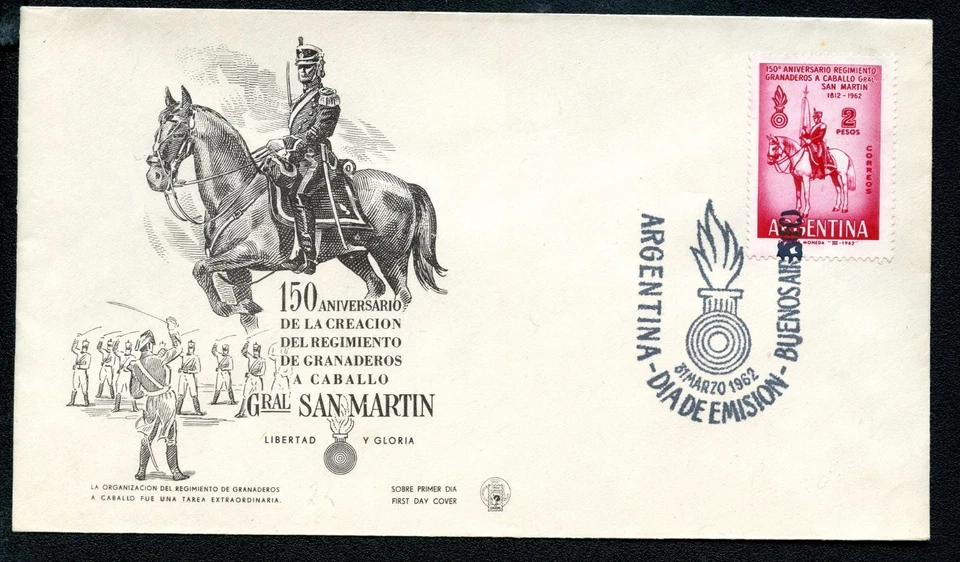 150 ANIVERSARIO
DE LA CREACION
DEL REGIMIENTO
DE GRANADEROS
A CABALLO
GRAL SAN MARTIN
LIBERTAD Y GLORIA
LA ORGANIZACION DEL REGIMIENTO DE GRANADEROS
A CABALLO FUE UNA TAREA EXTRAORDINARIA.
SOBRE PRIMER DIA
FIRST DAY COVER
150º ANIVERSARIO REGIMIENTO
GRANADEROS A CABALLO GRAL
SAN MARTIN
1812 - 1962
2
PESOS
CORREOS
ARGENTINA
MONEDA
ARGENTINA - DIA DE EMISION - BUENOS AIRES
31 MARZO 1962